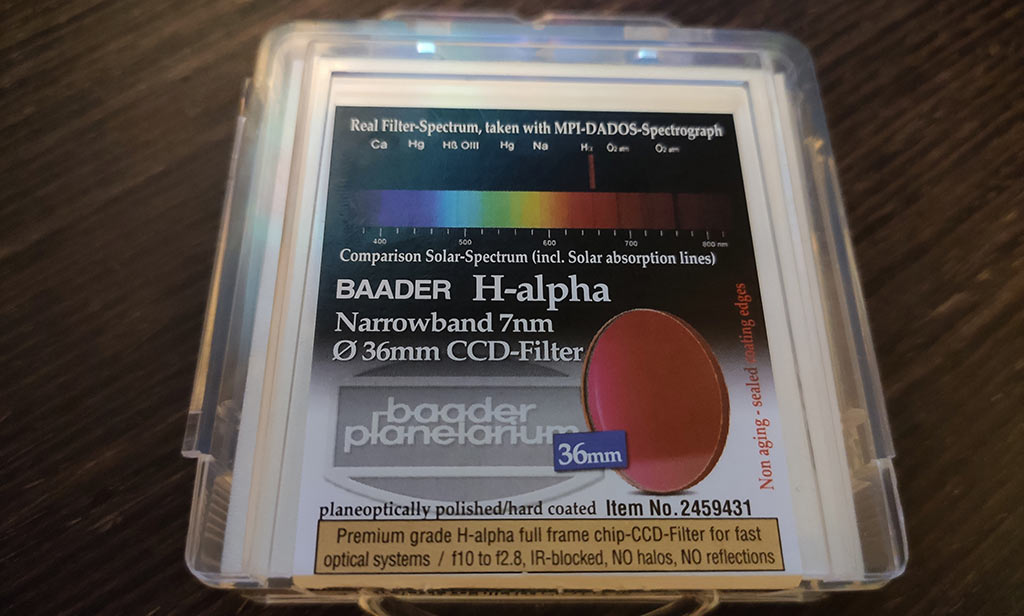 Real Filter-Spectrum, taken with MPI-DADOS-Spectrograph
Ca Hg Hß OIII Hg Na Hα O₂ atm O₂ atm
400 500 600 700 800 nm
Comparison Solar-Spectrum (incl. Solar absorption lines)
BAADER H-alpha
Narrowband 7nm
Ø 36mm CCD-Filter
baader
planetarium
36mm
Non aging - sealed coating edges
planeoptically polished/hard coated Item No. 2459431
Premium grade H-alpha full frame chip-CCD-Filter for fast
optical systems / f10 to f2.8, IR-blocked, NO halos, NO reflections